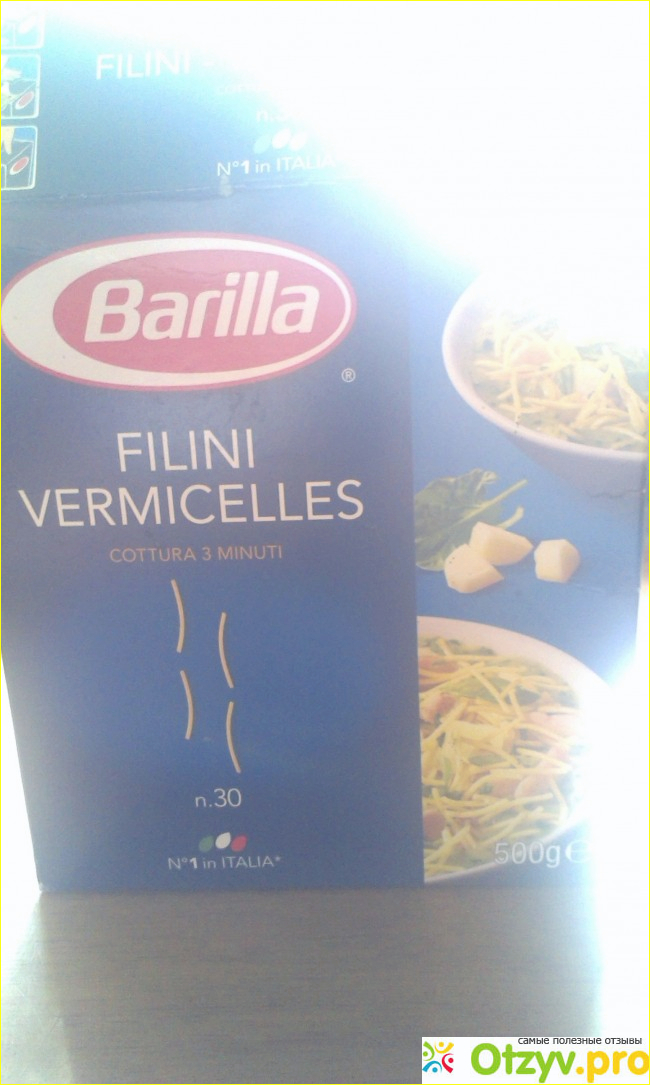 FILINI
N°1 in ITALIA
Barilla
®
FILINI
VERMICELLES
COTTURA 3 MINUTI
n.30
N°1 in ITALIA*
500g e
самые полезные отзывы
Otzyv.pro